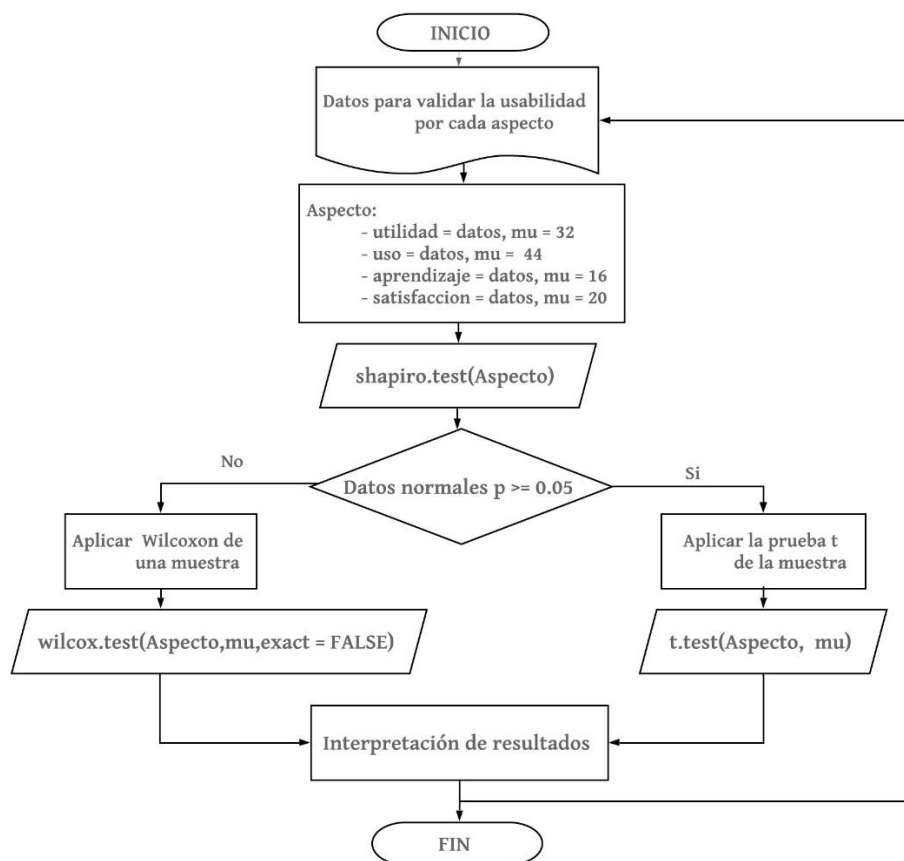 INICIO
Datos para validar la usabilidad
por cada aspecto
Aspecto:
- utilidad = datos, mu = 32
- uso = datos, mu = 44
- aprendizaje = datos, mu = 16
- satisfaccion = datos, mu = 20
shapiro.test(Aspecto)
Datos normales p >= 0.05
No
Si
Aplicar Wilcoxon de
una muestra
Aplicar la prueba t
de la muestra
wilcox.test(Aspecto,mu,exact = FALSE)
t.test(Aspecto, mu)
Interpretación de resultados
FIN